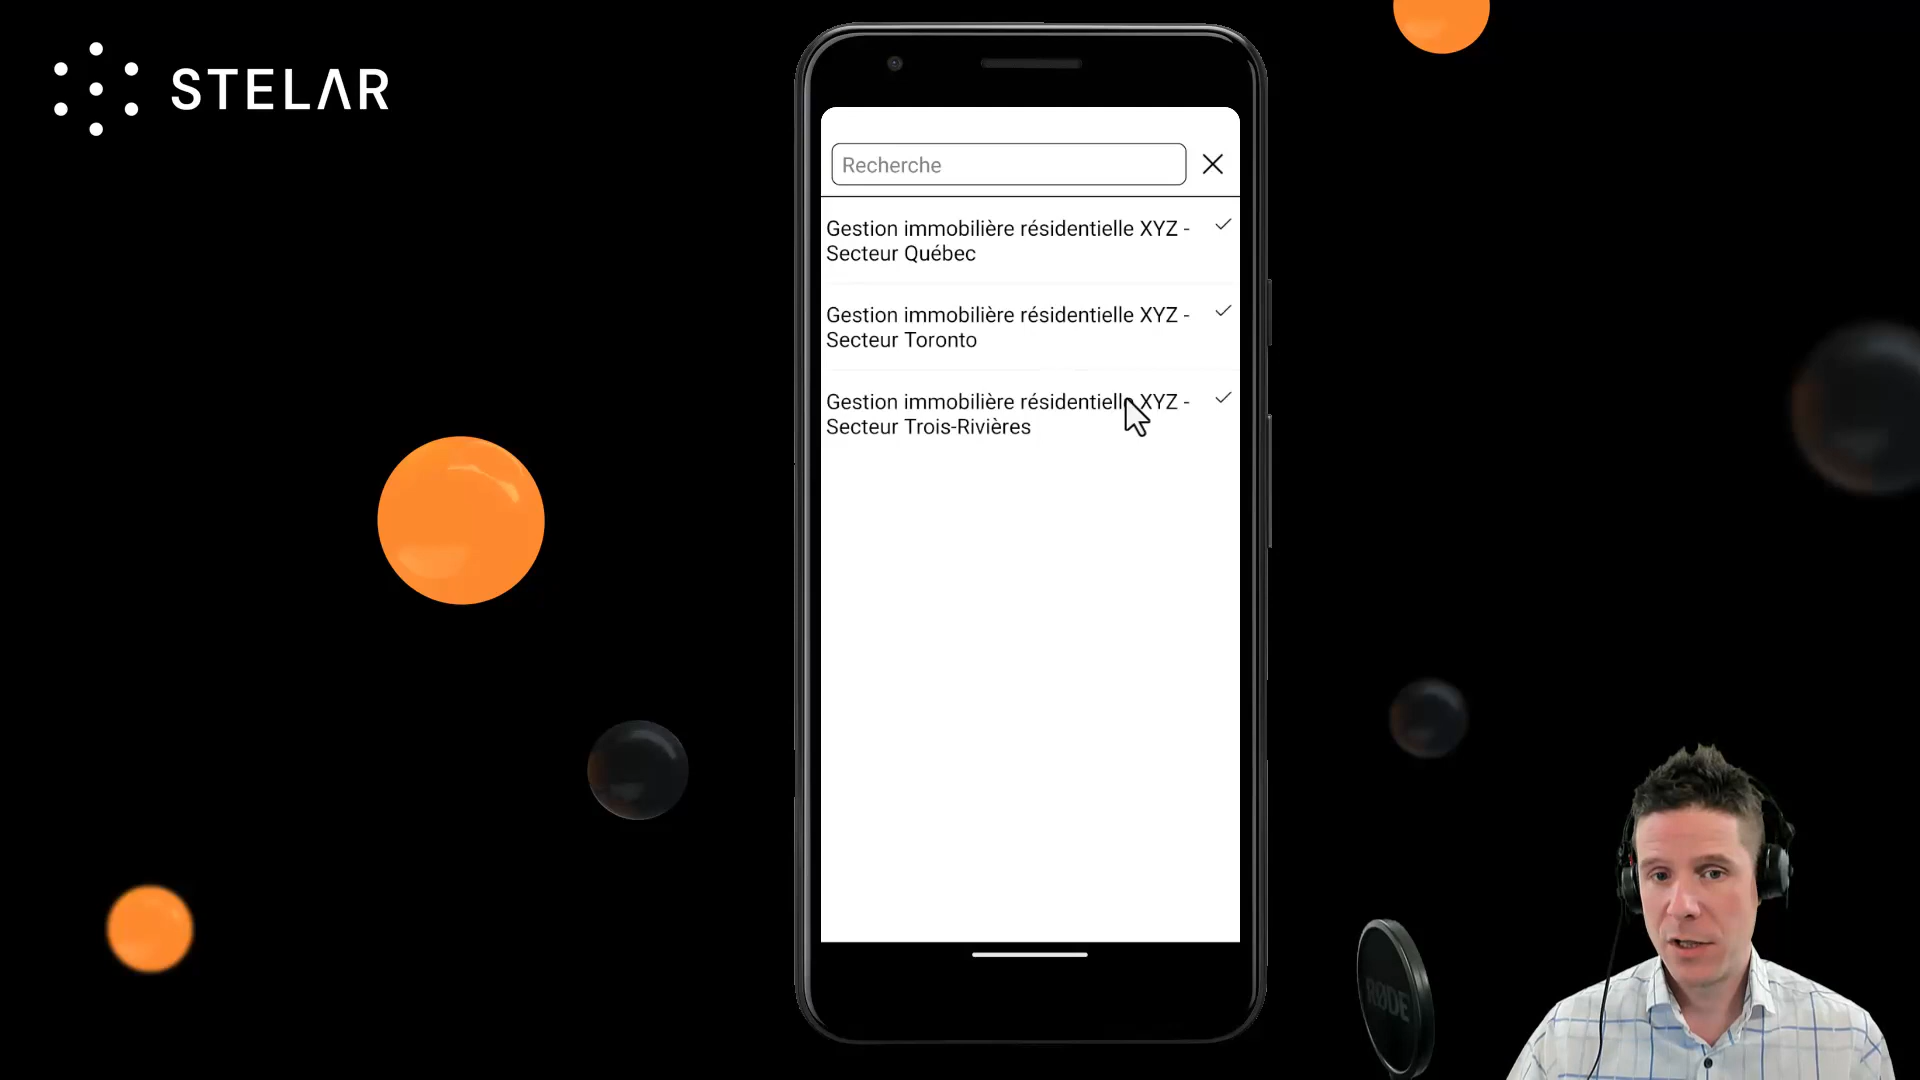 STELAR
Recherche
Gestion immobilière résidentielle XYZ -
Secteur Québec
Gestion immobilière résidentielle XYZ -
Secteur Toronto
Gestion immobilière résidentielle XYZ -
Secteur Trois-Rivières
RØDE